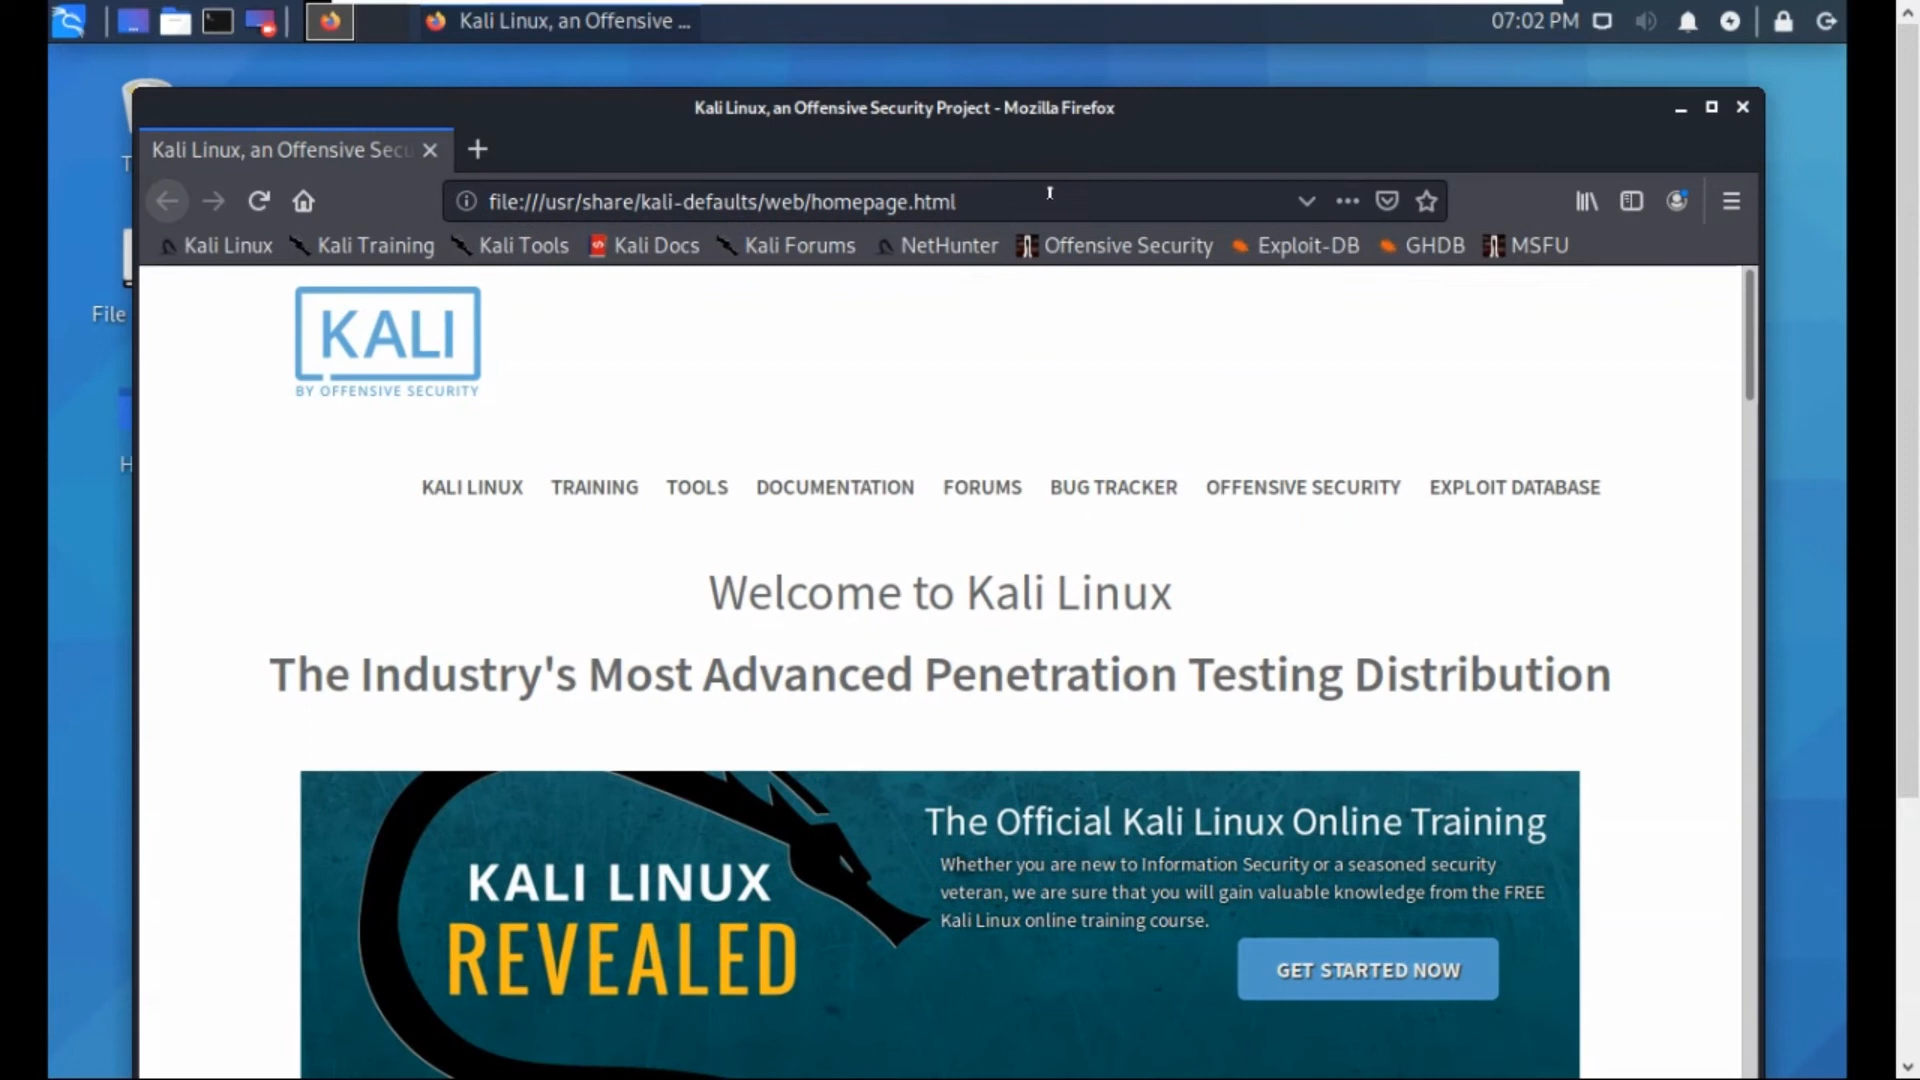 Kali Linux, an Offensive ...
07:02 PM
Kali Linux, an Offensive Security Project - Mozilla Firefox
Kali Linux, an Offensive Secu
file:///usr/share/kali-defaults/web/homepage.html
Kali Linux Kali Training Kali Tools Kali Docs Kali Forums NetHunter Offensive Security Exploit-DB GHDB MSFU
T
File
H
KALI
BY OFFENSIVE SECURITY
KALI LINUX TRAINING TOOLS DOCUMENTATION FORUMS BUG TRACKER OFFENSIVE SECURITY EXPLOIT DATABASE
Welcome to Kali Linux
The Industry's Most Advanced Penetration Testing Distribution
KALI LINUX
REVEALED
The Official Kali Linux Online Training
Whether you are new to Information Security or a seasoned security
veteran, we are sure that you will gain valuable knowledge from the FREE
Kali Linux online training course.
GET STARTED NOW